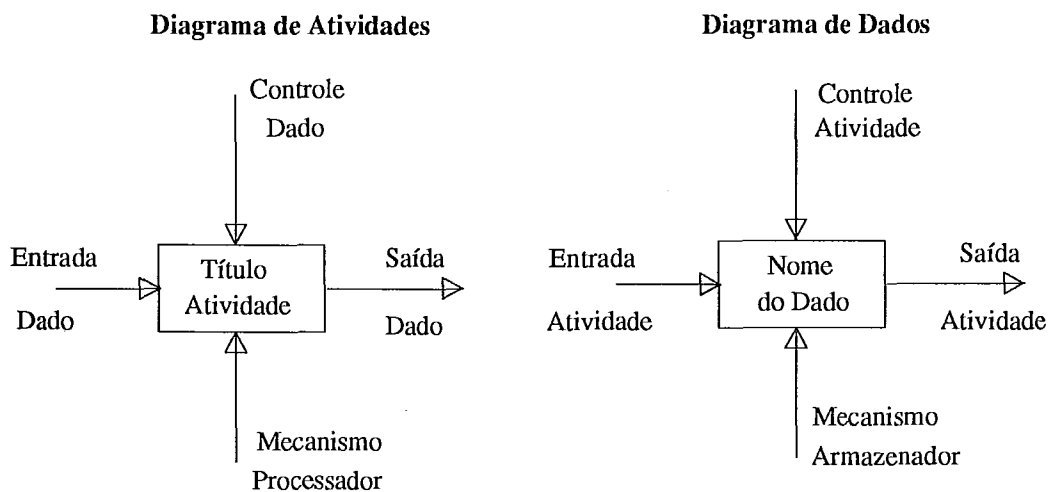 Diagrama de Atividades
Controle
Dado
Entrada
Dado
Título
Atividade
Saída
Dado
Mecanismo
Processador
Diagrama de Dados
Controle
Atividade
Entrada
Atividade
Nome
do Dado
Saída
Atividade
Mecanismo
Armazenador